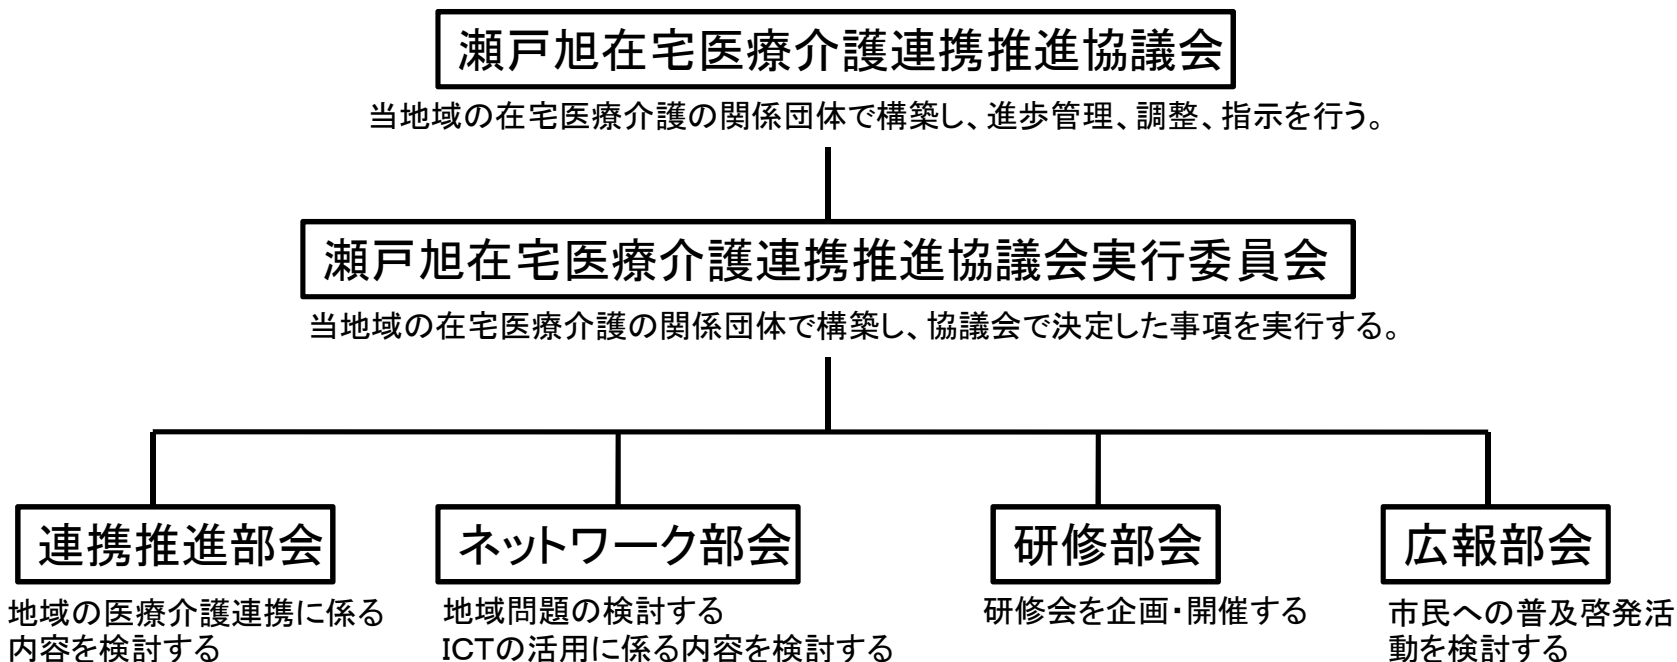 瀬戸旭在宅医療介護連携推進協議会
当地域の在宅医療介護の関係団体で構築し、進歩管理、調整、指示を行う。
瀬戸旭在宅医療介護連携推進協議会実行委員会
当地域の在宅医療介護の関係団体で構築し、協議会で決定した事項を実行する。
連携推進部会
地域の医療介護連携に係る
内容を検討する
ネットワーク部会
地域問題の検討する
ICTの活用に係る内容を検討する
研修部会
研修会を企画・開催する
広報部会
市民への普及啓発活
動を検討する